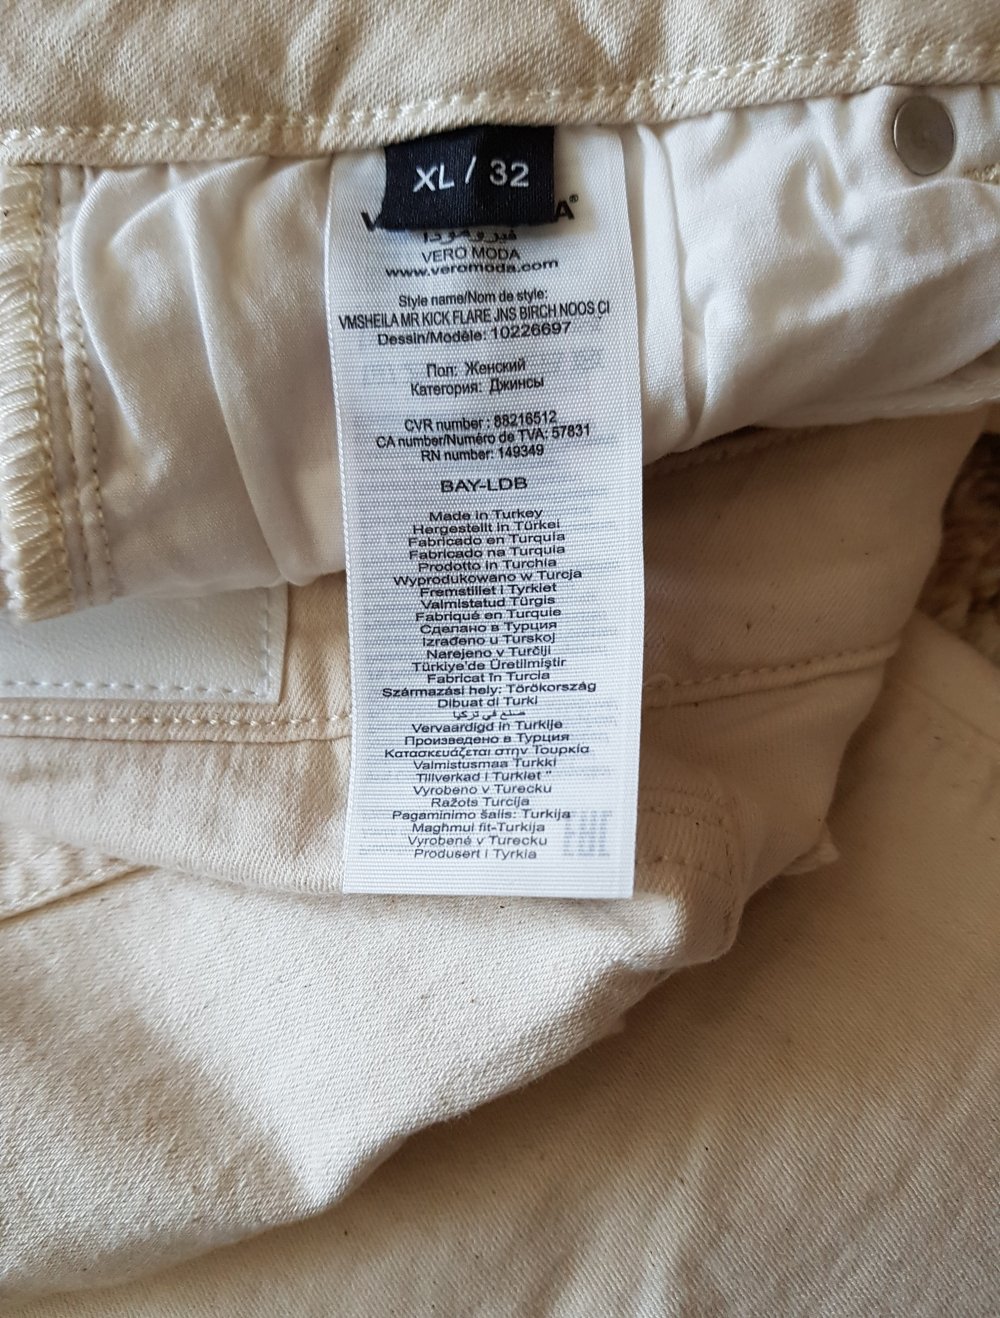 XL / 32
فيرومودا
VERO MODA
www.veromoda.com
Style name/Nom de style:
VMSHEILA MR KICK FLARE JNS BIRCH NOOS CI
Dessin/Modèle: 10226697
Пол: Женский
Категория: Джинсы
CVR number : 88216512
CA number/Numéro de TVA: 57831
RN number: 149349
BAY-LDB
Made in Turkey
Hergestellt in Türkei
Fabricado en Turquía
Fabricado na Turquia
Prodotto in Turchia
Wyprodukowano w Turcja
Fremstillet i Tyrkiet
Valmistatud Türgis
Fabriqué en Turquie
Сделано в Турция
Izrađeno u Turskoj
Narejeno v Turčiji
Türkiye'de Üretilmiştir
Fabricat în Turcia
Származási hely: Törökország
Dibuat di Turki
صنع في تركيا
Vervaardigd in Turkije
Произведено в Турция
Κατασκευάζεται στην Τουρκία
Valmistusmaa Turkki
Tillverkad i Turkiet "
Vyrobeno v Turecku
Ražots Turcija
Pagaminimo šalis: Turkija
Maghmul fit-Turkija
Vyrobené v Turecku
Produsert i Tyrkia